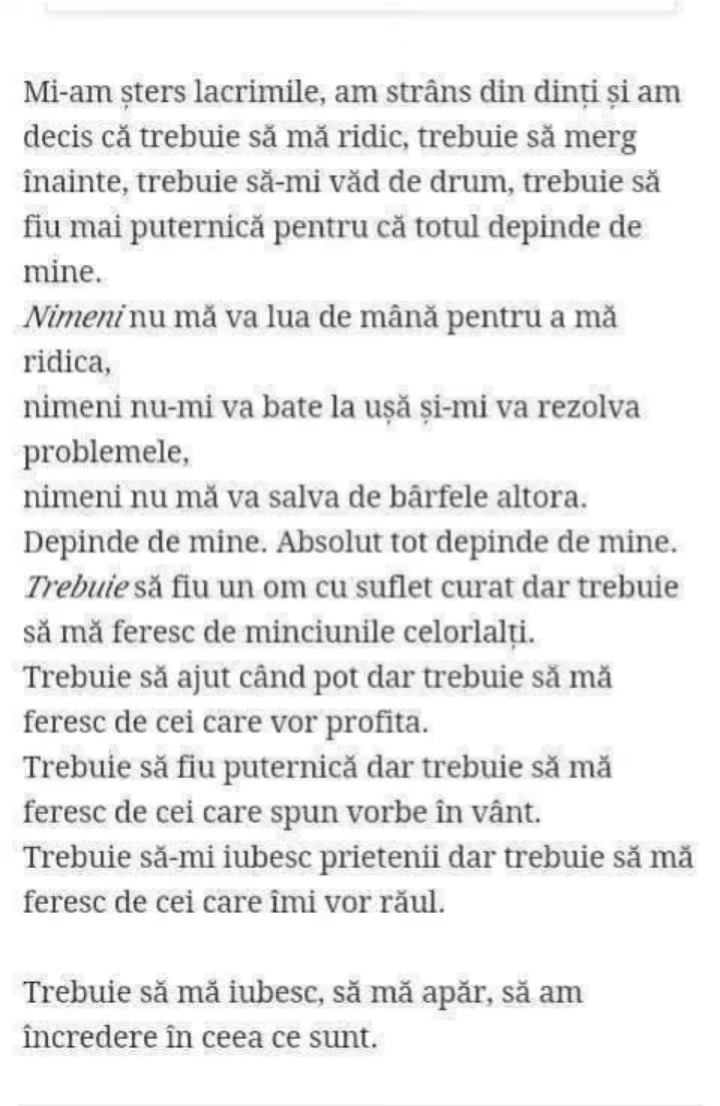 Mi-am șters lacrimile, am strâns din dinți și am
decis că trebuie să mă ridic, trebuie să merg
înainte, trebuie să-mi văd de drum, trebuie să
fiu mai puternică pentru că totul depinde de
mine.
Nimeni nu mă va lua de mână pentru a mă
ridica,
nimeni nu-mi va bate la ușă și-mi va rezolva
problemele,
nimeni nu mă va salva de bârfele altora.
Depinde de mine. Absolut tot depinde de mine.
Trebuie să fiu un om cu suflet curat dar trebuie
să mă feresc de minciunile celorlalți.
Trebuie să ajut când pot dar trebuie să mă
feresc de cei care vor profita.
Trebuie să fiu puternică dar trebuie să mă
feresc de cei care spun vorbe în vânt.
Trebuie să-mi iubesc prietenii dar trebuie să mă
feresc de cei care îmi vor răul.
Trebuie să mă iubesc, să mă apăr, să am
încredere în ceea ce sunt.